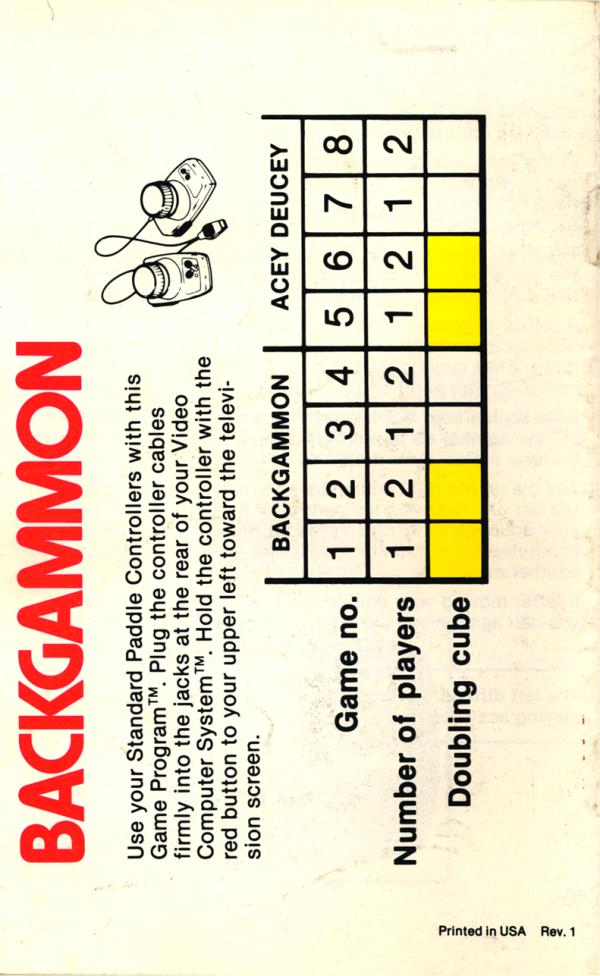 BACKGAMMON
Use your Standard Paddle Controllers with this
Game Program™. Plug the controller cables
firmly into the jacks at the rear of your Video
Computer System™. Hold the controller with the
red button to your upper left toward the televi-
sion screen.
BACKGAMMON ACEY DEUCEY
Game no. 1 2 3 4 5 6 7 8
Number of players 1 2 1 2 1 2 1 2
Doubling cube
Printed in USA Rev. 1